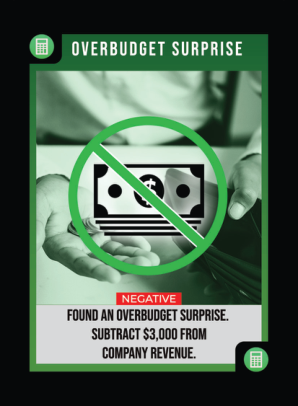 OVERBUDGET SURPRISE
NEGATIVE
FOUND AN OVERBUDGET SURPRISE.
SUBTRACT $3,000 FROM
COMPANY REVENUE.